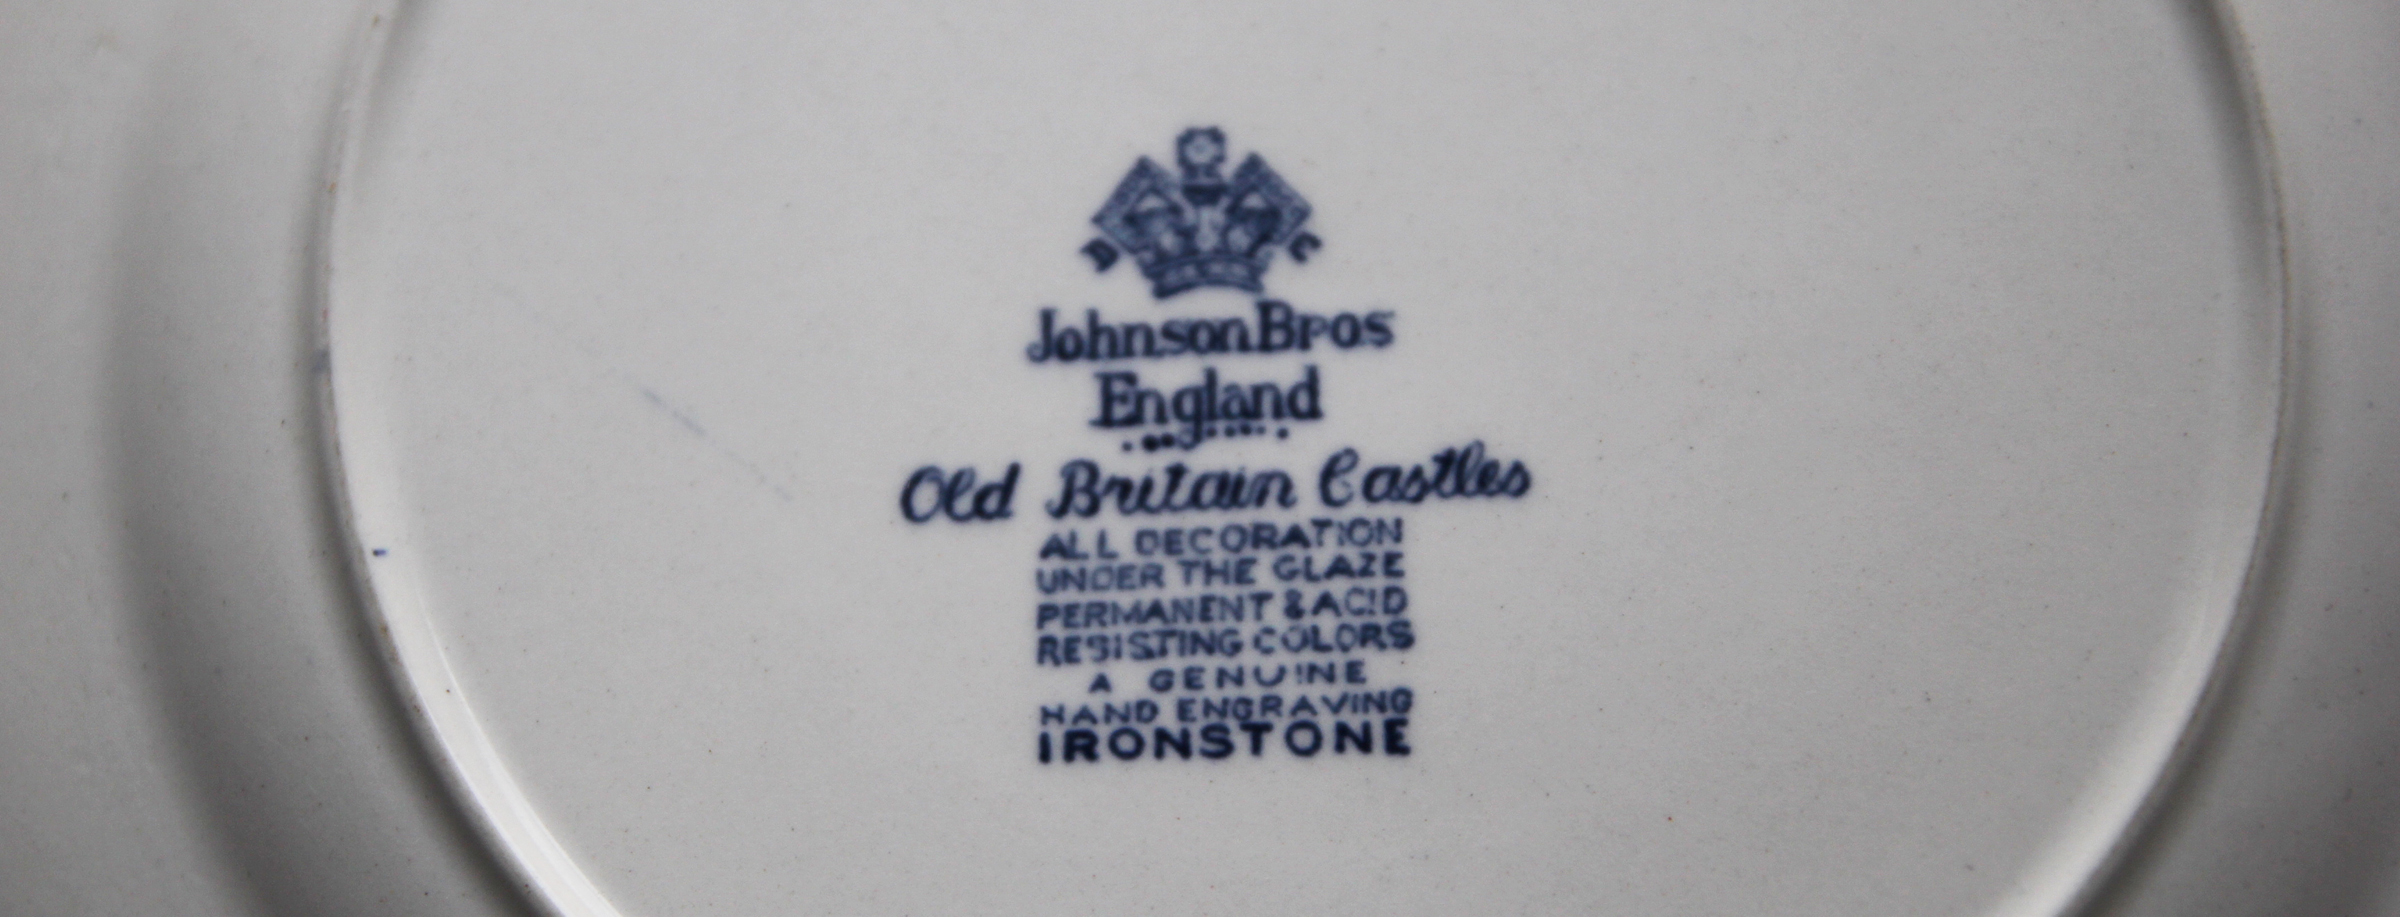 D C
Johnson Bros
England
Old Britain Castles
ALL DECORATION
UNDER THE GLAZE
PERMANENT & ACID
RESISTING COLORS
A GENUINE
HAND ENGRAVING
IRONSTONE